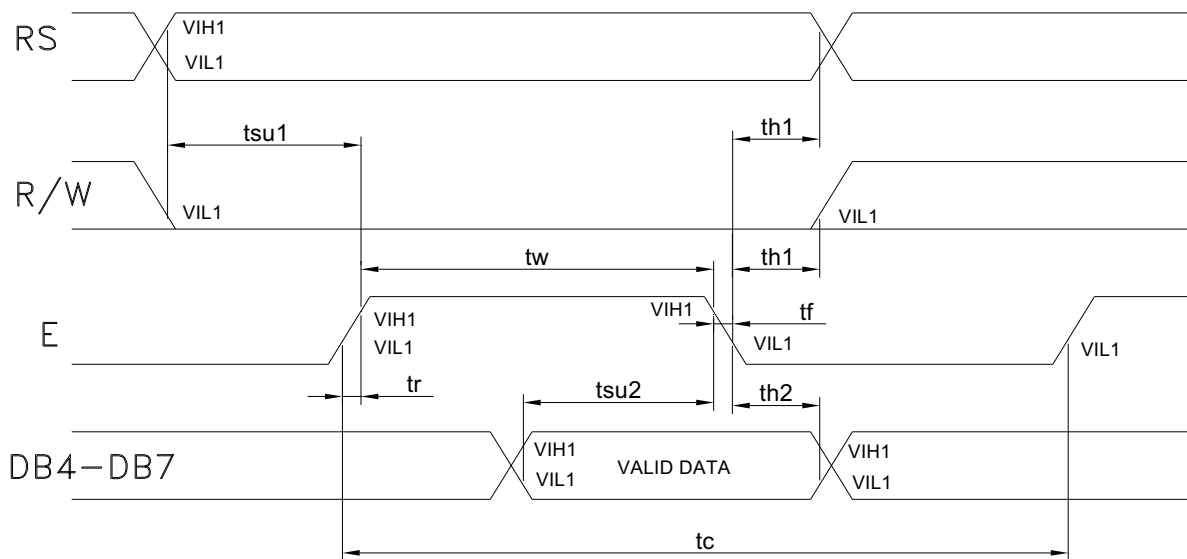 RS
VIH1
VIL1
tsu1
th1
R/W
VIL1
VIL1
tw
th1
E
VIH1
VIL1
VIH1
tf
VIL1
VIL1
tr
tsu2
th2
DB4-DB7
VIH1
VIL1
VALID DATA
VIH1
VIL1
tc